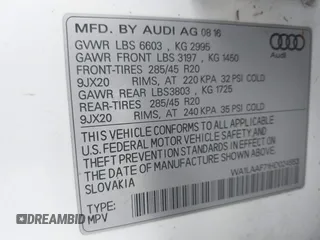 MFD. BY AUDI AG 08 16
GVWR LBS 6603 , KG 2995
GAWR FRONT LBS 3197 , KG 1450
FRONT-TIRES 285/45 R20
9JX20 RIMS, AT 220 KPA 32 PSI COLD
GAWR REAR LBS3803 , KG 1725
REAR-TIRES 285/45 R20
9JX20 RIMS, AT 240 KPA 35 PSI COLD
Audi
THIS VEHICLE CONFORMS TO ALL APPLICABLE
U.S. FEDERAL MOTOR VEHICLE SAFETY AND
THEFT PREVENTION STANDARDS IN EFFECT ON
THE DATE OF MANUFACTURE SHOWN ABOVE.
SLOVAKIA
TYPE: MPV
DREAMBID